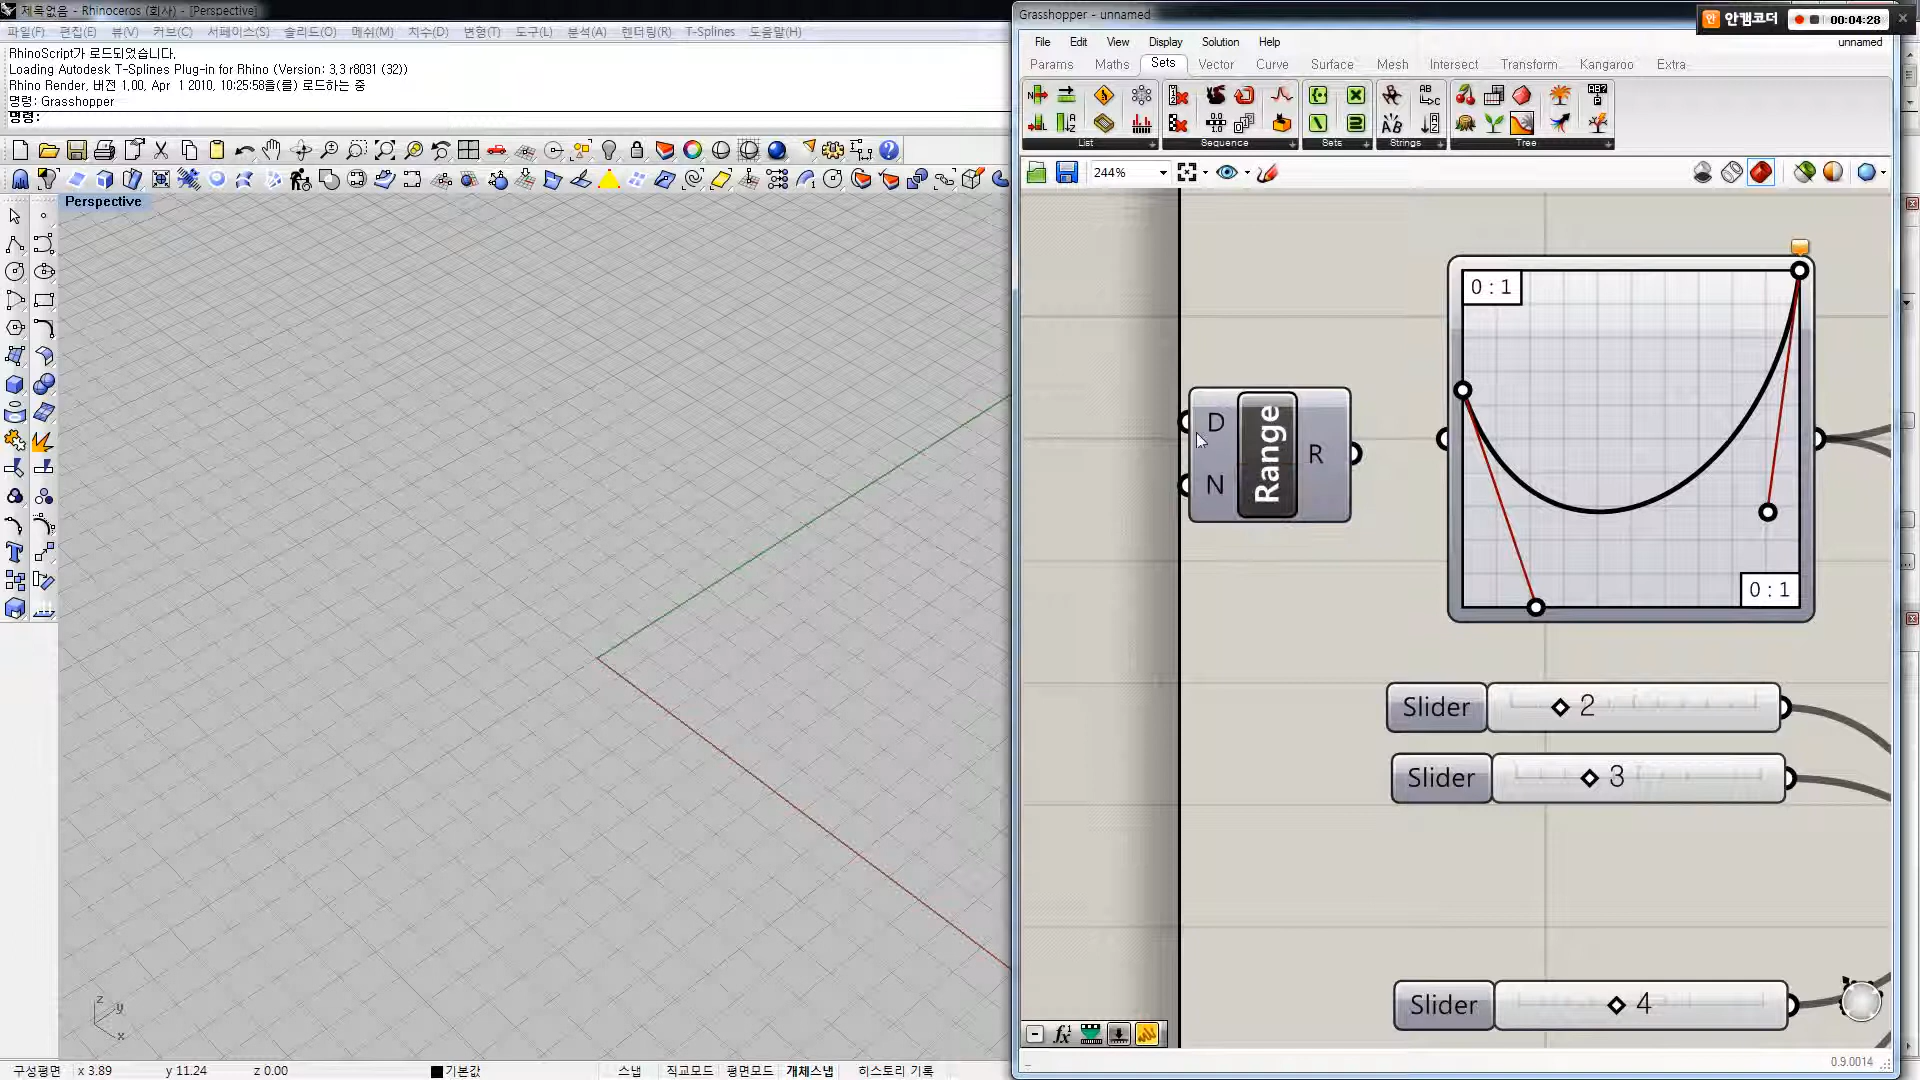 제목없음 - Rhinoceros (회사) - [Perspective]
파일(F) 편집(E) 뷰(V) 커브(C) 서페이스(S) 솔리드(O) 메쉬(M) 치수(D) 변형(T) 도구(L) 분석(A) 렌더링(R) T-Splines 도움말(H)
RhinoScript가 로드되었습니다.
Loading Autodesk T-Splines Plug-in for Rhino (Version: 3.3 r8031 (32))
Rhino Render, 버전 1.00, Apr 1 2010, 10:25:58을(를) 로드하는 중
명령: Grasshopper
명령:
Perspective
z
y
x
구성평면 x 3.89 y 11.24 z 0.00 기본값 스냅 직교모드 평면모드 개체스냅 히스토리 기록
Grasshopper - unnamed
안캠코더 00:04:28
File Edit View Display Solution Help unnamed
Params Maths Sets Vector Curve Surface Mesh Intersect Transform Kangaroo Extra
List Sequence Sets Strings Tree
244%
0 : 1
D
N
Range
R
0 : 1
Slider 2
Slider 3
Slider 4
0.9.0014